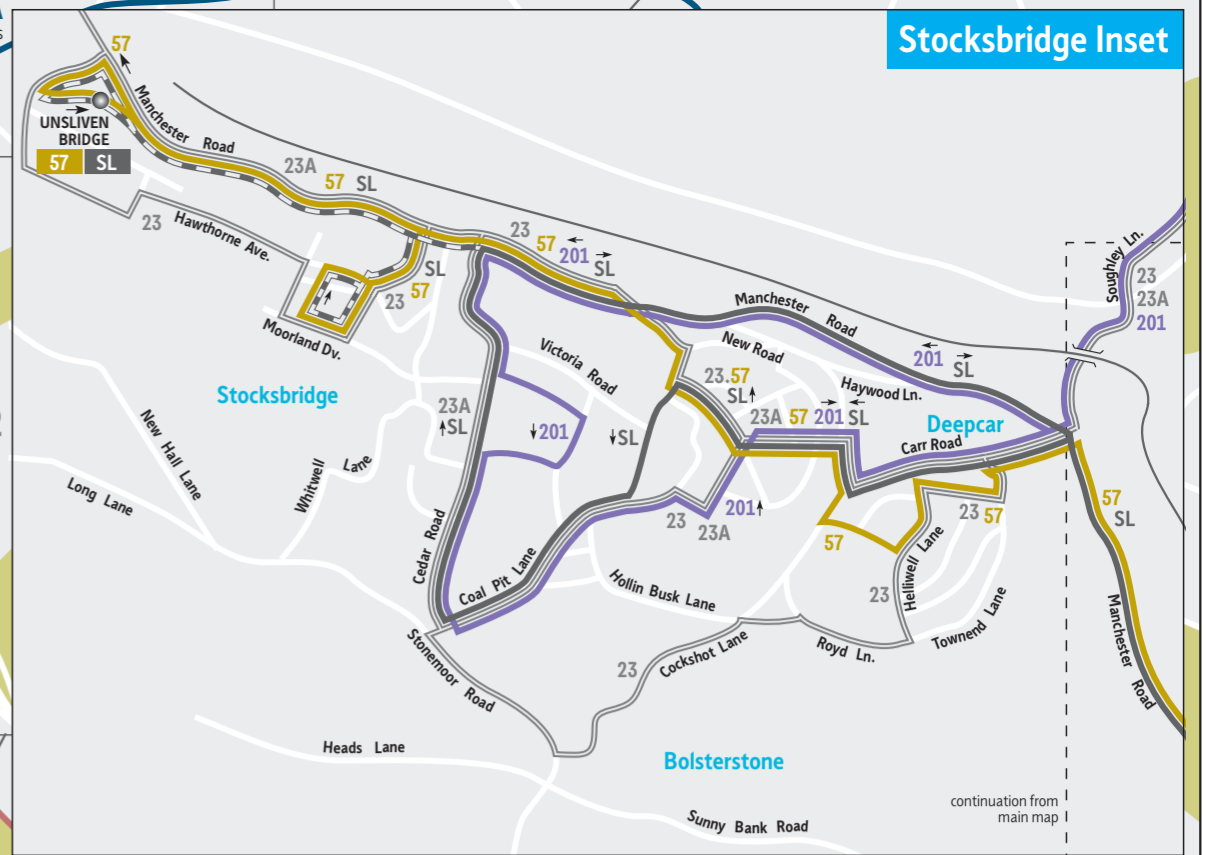 Stocksbridge Inset
57
Manchester Road
UNSLIVEN
BRIDGE
57 SL
23A 57 SL
23 Hawthorne Ave.
23 57 201 SL
SL
23 57
Moorland Dv.
Manchester Road
Songhley Ln.
23
23A
201
Stocksbridge
Victoria Road
New Road
201 SL
23.57
SL
Haywood Ln.
23A 57 201 SL
Deepcar
Carr Road
23A
SL
201
SL
New Hall Lane
Whitwell Lane
Long Lane
Cedar Road
Coal Pit Lane
23
23A
201
57
23 57
57
SL
Helliwell Lane
23
Hollin Busk Lane
Townend Lane
Manchester Road
Stonemoor Road
23
Cockshot Lane
Royd Ln.
Heads Lane
Bolsterstone
Sunny Bank Road
continuation from
main map